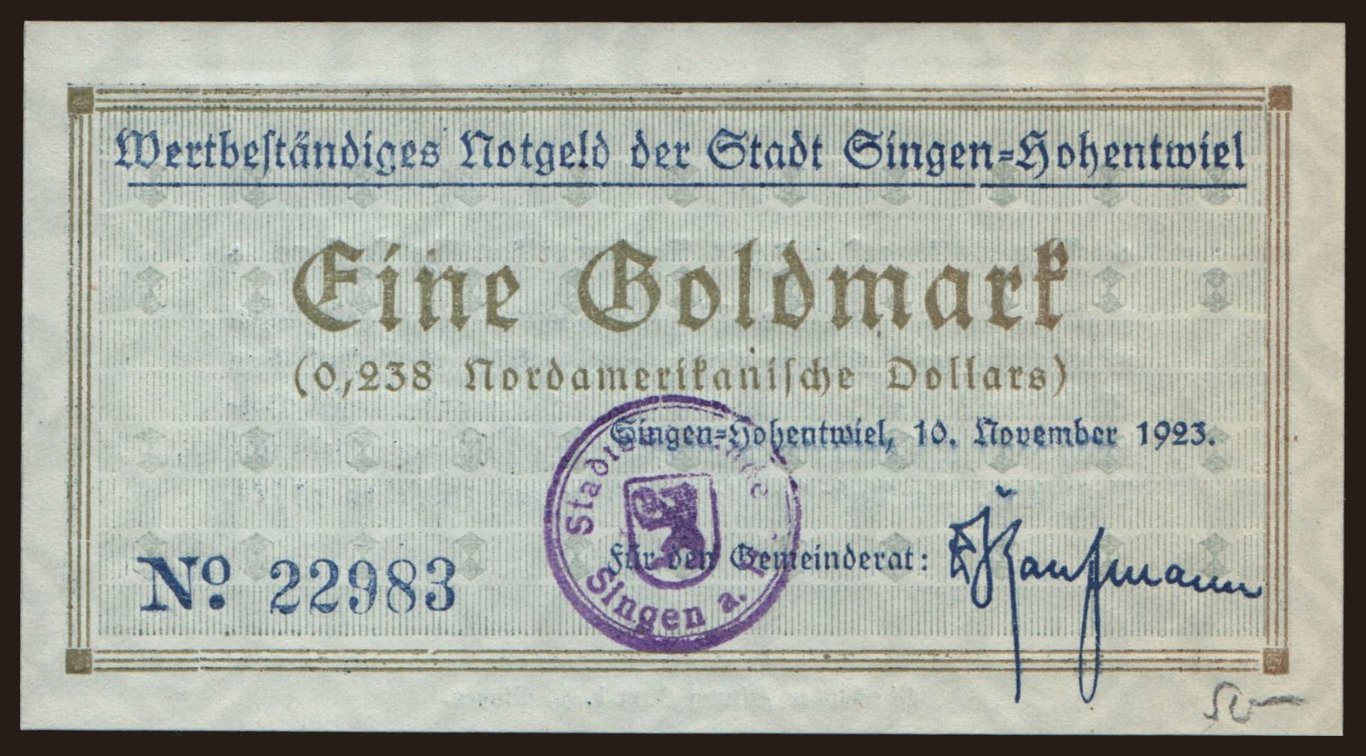 Wertbeständiges Notgeld der Stadt Singen-Hohentwiel
Eine Goldmark
(0,238 Nordamerikanische Dollars)
Singen-Hohentwiel, 10. November 1923.
Für den Gemeinderat: Kaufmann
No. 22983
Singen a. H.